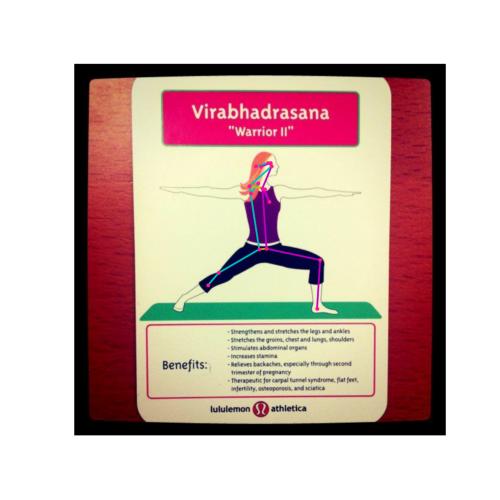 Virabhadrasana
"Warrior II"
Benefits:
- Strengthens and stretches the legs and ankles
- Stretches the groins, chest and lungs, shoulders
- Stimulates abdominal organs
- Increases stamina
- Relieves backaches, especially through second
trimester of pregnancy
- Therapeutic for carpal tunnel syndrome, flat feet,
infertility, osteoporosis, and sciatica
lululemon athletica